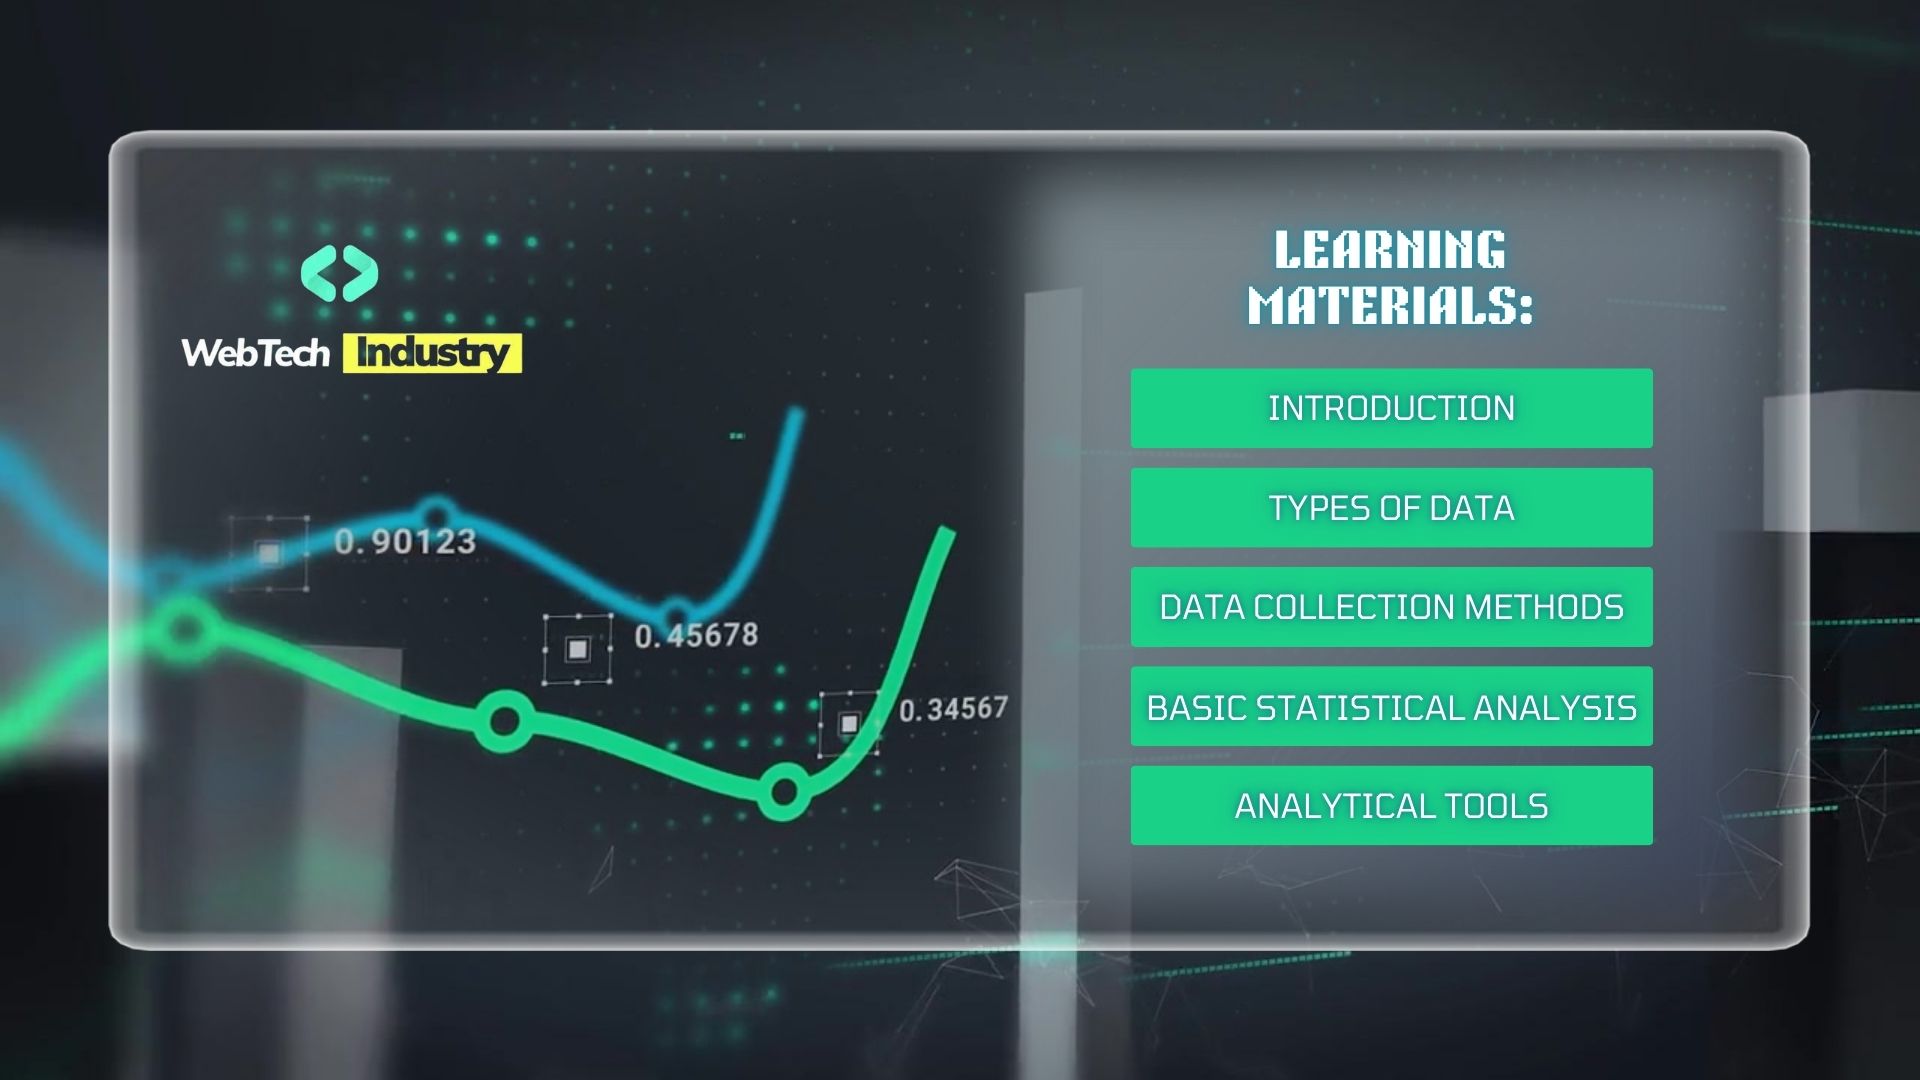 WebTech Industry
0.90123
0.45678
0.34567
LEARNING
MATERIALS:
INTRODUCTION
TYPES OF DATA
DATA COLLECTION METHODS
BASIC STATISTICAL ANALYSIS
ANALYTICAL TOOLS